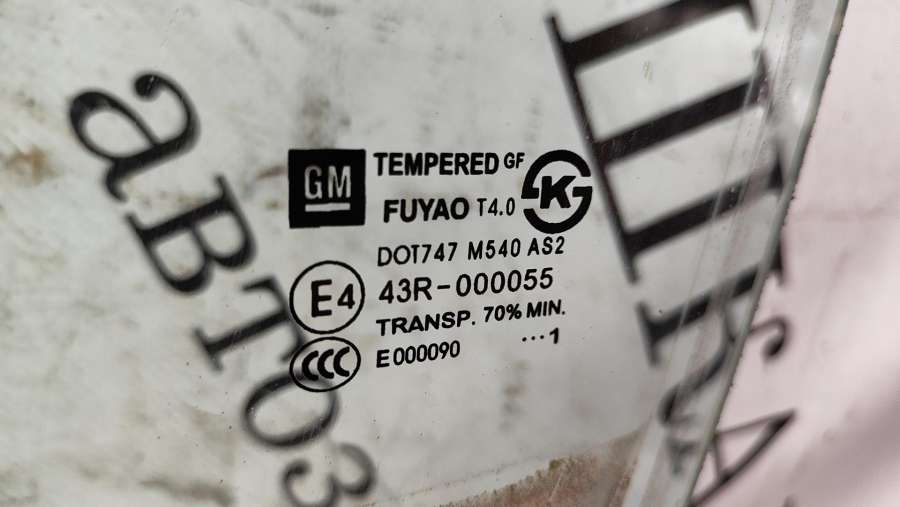 GM TEMPERED GF
FUYAO T4.0 K
DOT747 M540 AS2
E4 43R-000055
TRANSP. 70% MIN.
CCC E000090 ...1